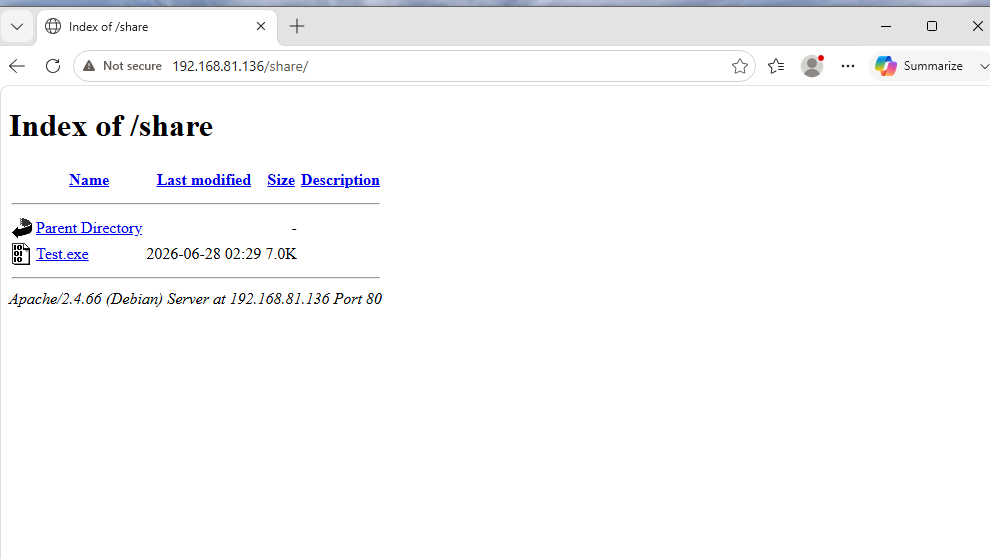 Index of /share
Not secure 192.168.81.136/share/ Summarize
Index of /share
Name Last modified Size Description
Parent Directory -
Test.exe 2026-06-28 02:29 7.0K
Apache/2.4.66 (Debian) Server at 192.168.81.136 Port 80